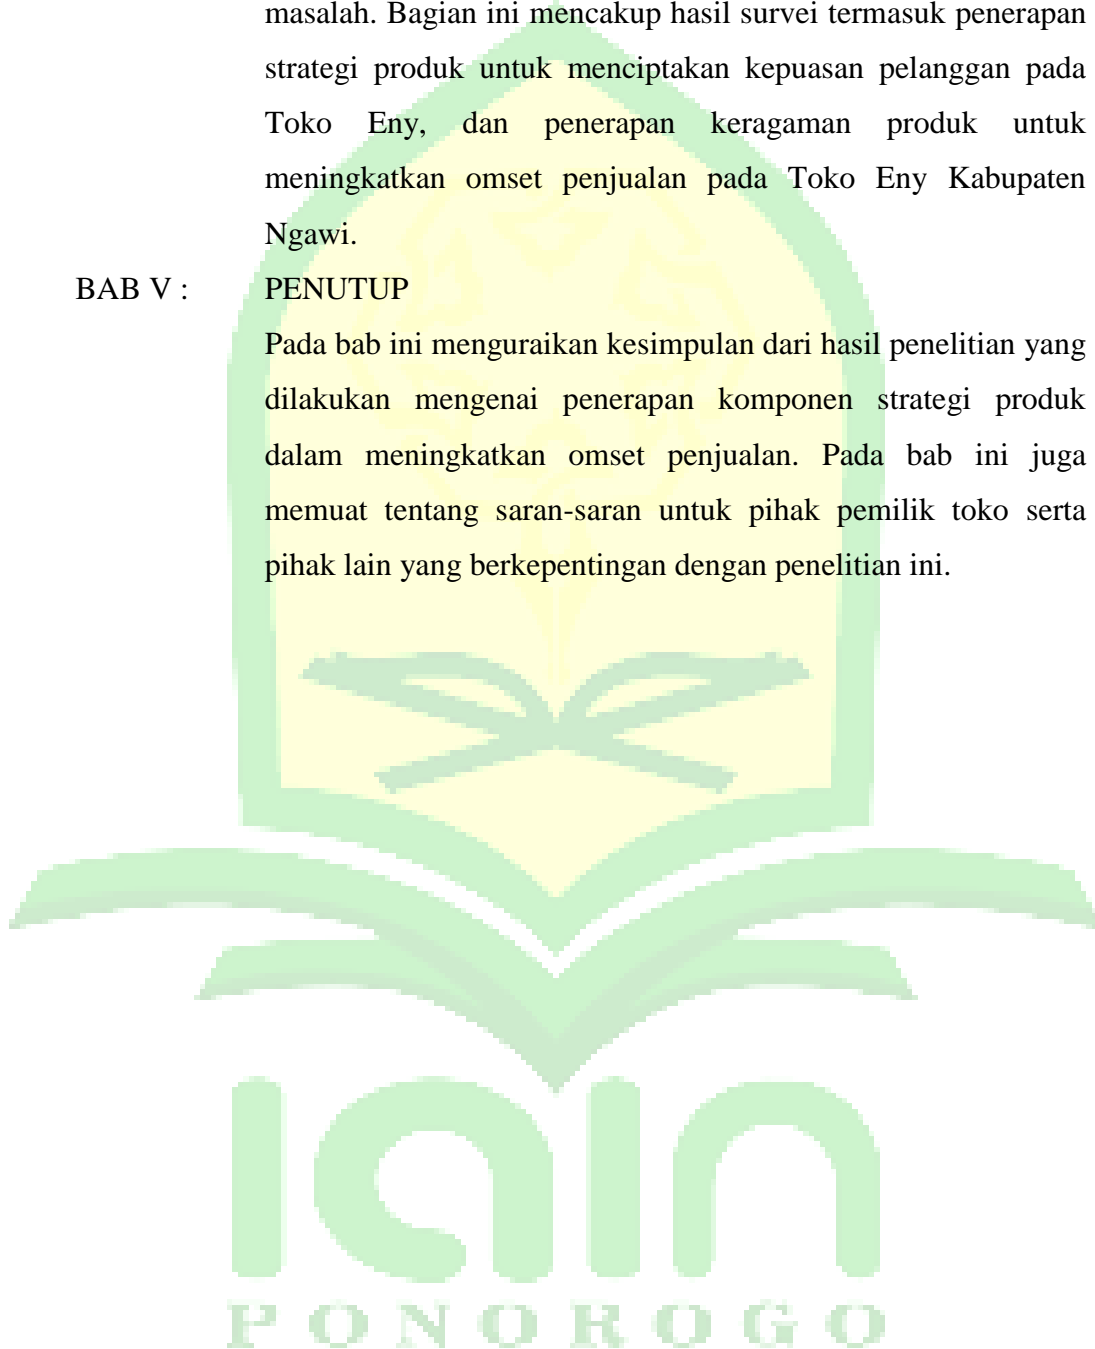 masalah. Bagian ini mencakup hasil survei termasuk penerapan
strategi produk untuk menciptakan kepuasan pelanggan pada
Toko Eny, dan penerapan keragaman produk untuk
meningkatkan omset penjualan pada Toko Eny Kabupaten
Ngawi.
BAB V : PENUTUP
Pada bab ini menguraikan kesimpulan dari hasil penelitian yang
dilakukan mengenai penerapan komponen strategi produk
dalam meningkatkan omset penjualan. Pada bab ini juga
memuat tentang saran-saran untuk pihak pemilik toko serta
pihak lain yang berkepentingan dengan penelitian ini.
iain
PONOROGO